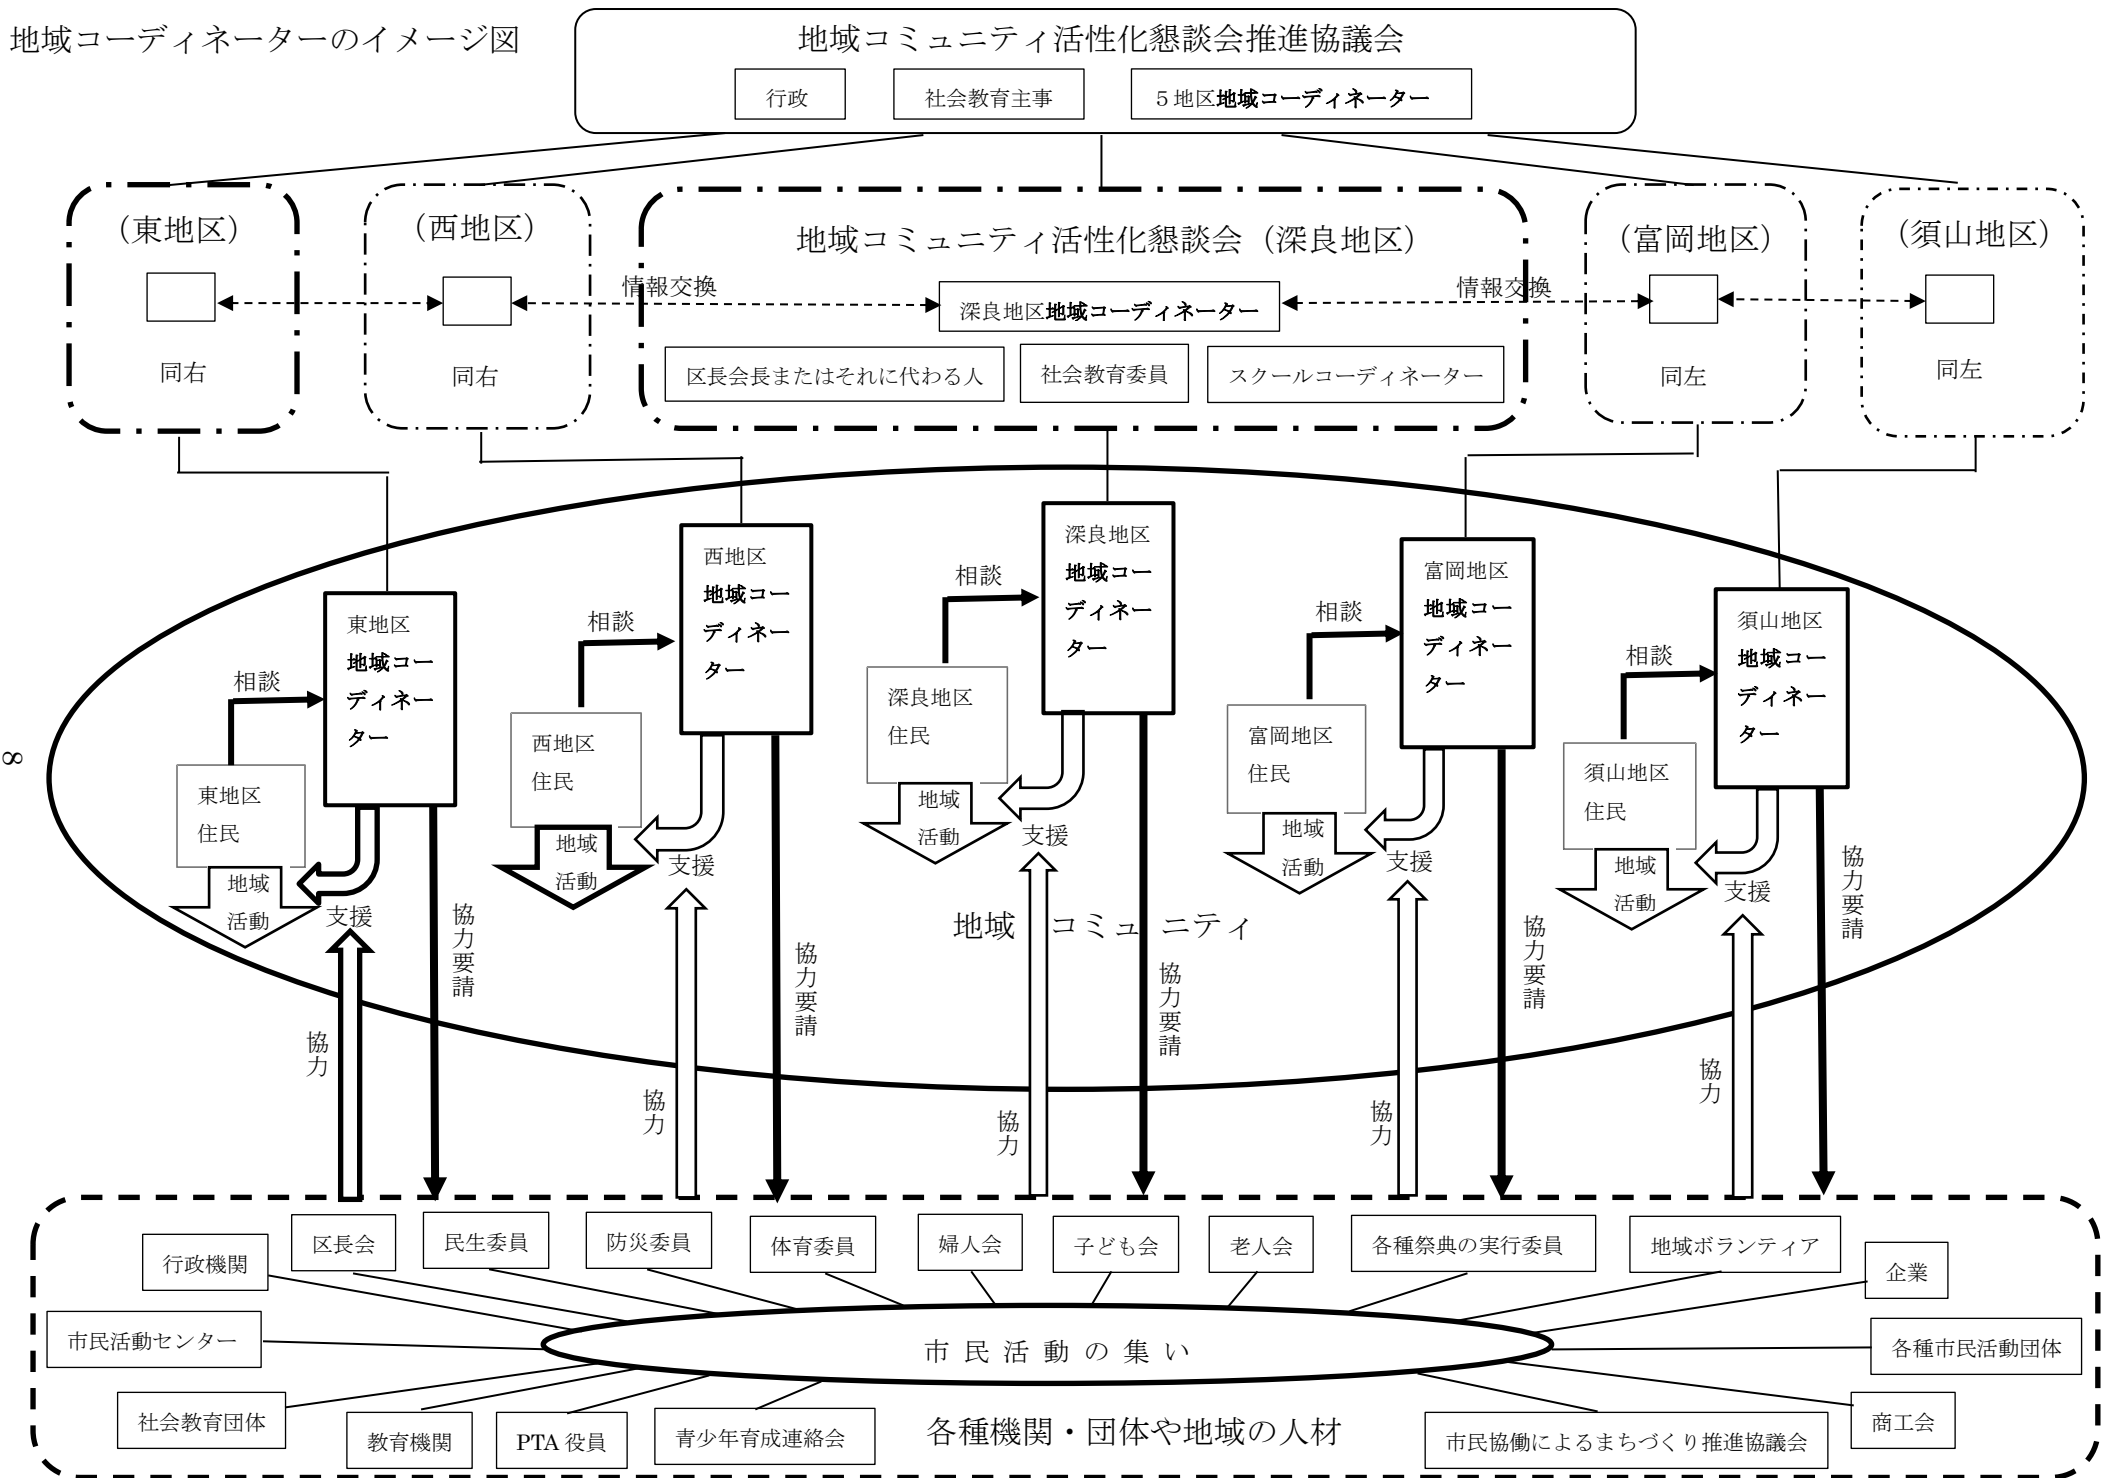 地域コーディネーターのイメージ図
地域コミュニティ活性化懇談会推進協議会
行政
社会教育主事
５地区地域コーディネーター
（東地区）
（西地区）
地域コミュニティ活性化懇談会（深良地区）
（富岡地区）
（須山地区）
情報交換
情報交換
深良地区地域コーディネーター
同右
同右
区長会長またはそれに代わる人
社会教育委員
スクールコーディネーター
同左
同左
東地区
地域コー
ディネー
ター
相談
東地区
住民
地域
活動
支援
協力要請
協力
西地区
地域コー
ディネー
ター
相談
西地区
住民
地域
活動
支援
協力要請
協力
深良地区
地域コー
ディネー
ター
相談
深良地区
住民
地域
活動
支援
協力要請
協力
富岡地区
地域コー
ディネー
ター
相談
富岡地区
住民
地域
活動
支援
協力要請
協力
須山地区
地域コー
ディネー
ター
相談
須山地区
住民
地域
活動
支援
協力要請
協力
地域コミュニティ
8
行政機関
区長会
民生委員
防災委員
体育委員
婦人会
子ども会
老人会
各種祭典の実行委員
地域ボランティア
企業
市民活動センター
市民活動の集い
各種市民活動団体
社会教育団体
教育機関
PTA 役員
青少年育成連絡会
各種機関・団体や地域の人材
市民協働によるまちづくり推進協議会
商工会